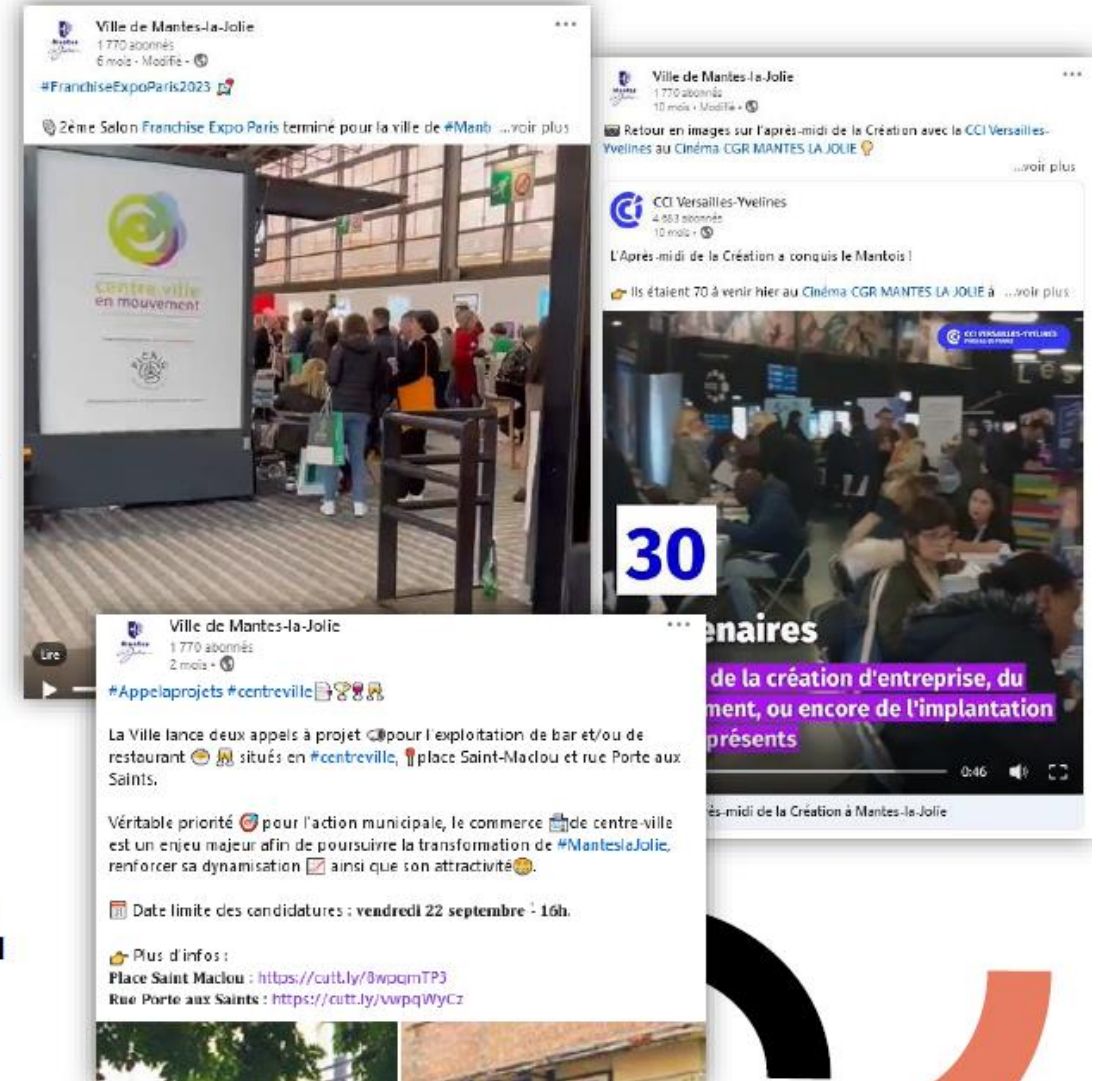 Ville de Mantes-la-Jolie
1 770 abonnés
6 mois • Modifié •
#FranchiseExpoParis2023
2ème Salon Franchise Expo Paris terminé pour la ville de #Mant ...voir plus
centre-ville
en mouvement
Lire
Ville de Mantes-la-Jolie
1 770 abonnés
10 mois • Modifié •
Retour en images sur l'après-midi de la Création avec la CCI Versailles-
Yvelines au Cinéma CGR MANTES LA JOLIE
...voir plus
CCI Versailles-Yvelines
4 683 abonnés
10 mois •
L'Après-midi de la Création a conquis le Mantois !
Ils étaient 70 à venir hier au Cinéma CGR MANTES LA JOLIE à ...voir plus
CCI VERSAILLES-YVELINES
Les
30
enaires
de la création d'entreprise, du
ment, ou encore de l'implantation
présents
0:46
ès-midi de la Création à Mantes-la-Jolie
Ville de Mantes-la-Jolie
1 770 abonnés
2 mois •
#Appelaprojets #centreville
La Ville lance deux appels à projet pour l'exploitation de bar et/ou de
restaurant situés en #centreville, place Saint-Maclou et rue Porte aux
Saints.
Véritable priorité pour l'action municipale, le commerce de centre-ville
est un enjeu majeur afin de poursuivre la transformation de #ManteslaJolie,
renforcer sa dynamisation ainsi que son attractivité.
Date limite des candidatures : vendredi 22 septembre - 16h.
Plus d'infos :
Place Saint Maclou : https://cutt.ly/8wpqmTP3
Rue Porte aux Saints : https://cutt.ly/vwpqWyCz